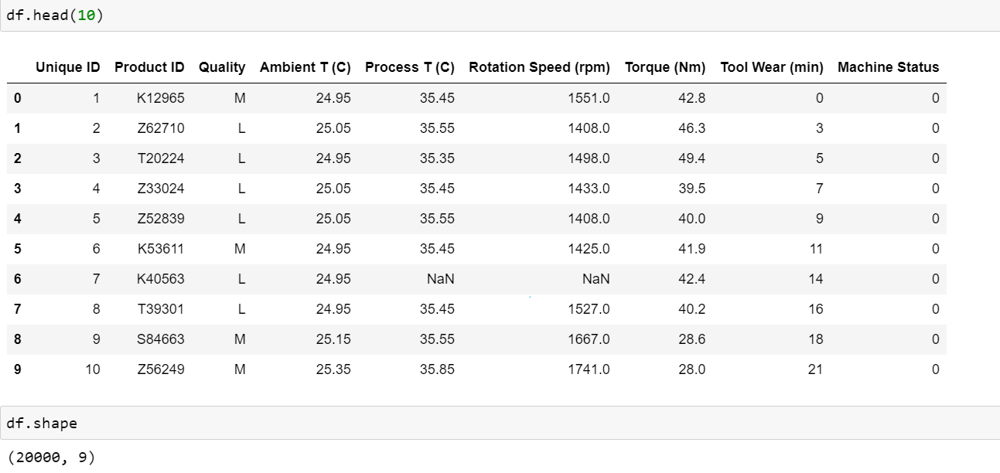 df.head(10)
Unique ID Product ID Quality Ambient T (C) Process T (C) Rotation Speed (rpm) Torque (Nm) Tool Wear (min) Machine Status
0 1 K12965 M 24.95 35.45 1551.0 42.8 0 0
1 2 Z62710 L 25.05 35.55 1408.0 46.3 3 0
2 3 T20224 L 24.95 35.35 1498.0 49.4 5 0
3 4 Z33024 L 25.05 35.45 1433.0 39.5 7 0
4 5 Z52839 L 25.05 35.55 1408.0 40.0 9 0
5 6 K53611 M 24.95 35.45 1425.0 41.9 11 0
6 7 K40563 L 24.95 NaN NaN 42.4 14 0
7 8 T39301 L 24.95 35.45 1527.0 40.2 16 0
8 9 S84663 M 25.15 35.55 1667.0 28.6 18 0
9 10 Z56249 M 25.35 35.85 1741.0 28.0 21 0
df.shape
(20000, 9)